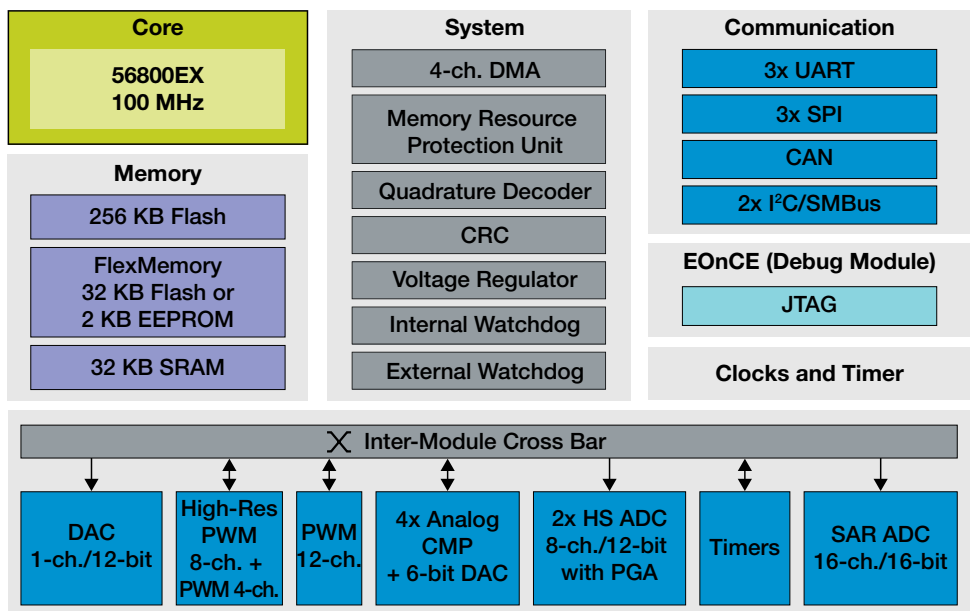 Core
56800EX
100 MHz
Memory
256 KB Flash
FlexMemory
32 KB Flash or
2 KB EEPROM
32 KB SRAM
System
4-ch. DMA
Memory Resource
Protection Unit
Quadrature Decoder
CRC
Voltage Regulator
Internal Watchdog
External Watchdog
Communication
3x UART
3x SPI
CAN
2x I²C/SMBus
EOnCE (Debug Module)
JTAG
Clocks and Timer
Inter-Module Cross Bar
DAC
1-ch./12-bit
High-Res
PWM
8-ch. +
PWM 4-ch.
PWM
12-ch.
4x Analog
CMP
+ 6-bit DAC
2x HS ADC
8-ch./12-bit
with PGA
Timers
SAR ADC
16-ch./16-bit